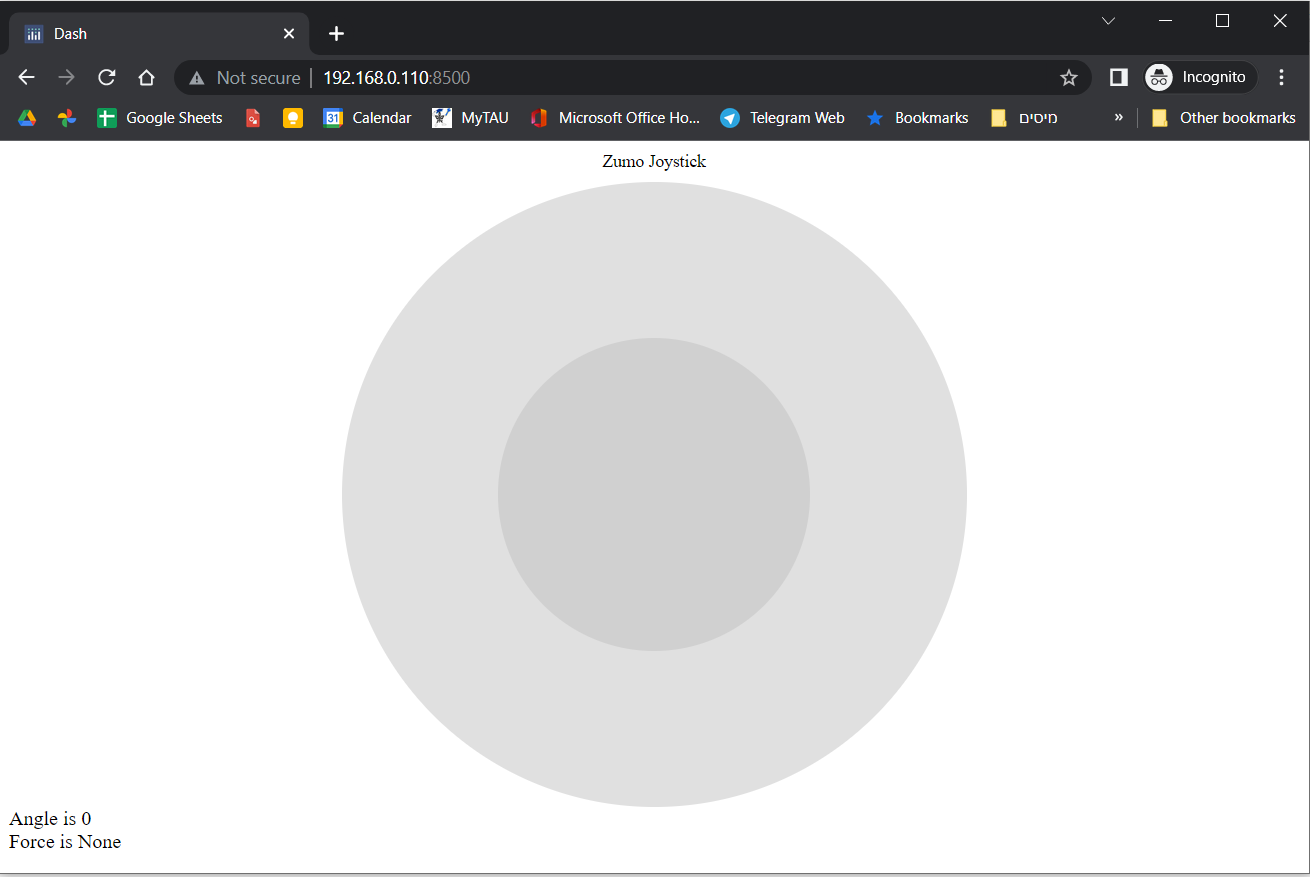 Dash
Not secure | 192.168.0.110:8500
Incognito
Google Sheets
31 Calendar
MyTAU
Microsoft Office Ho...
Telegram Web
Bookmarks
מיסים
»
Other bookmarks
Zumo Joystick
Angle is 0
Force is None